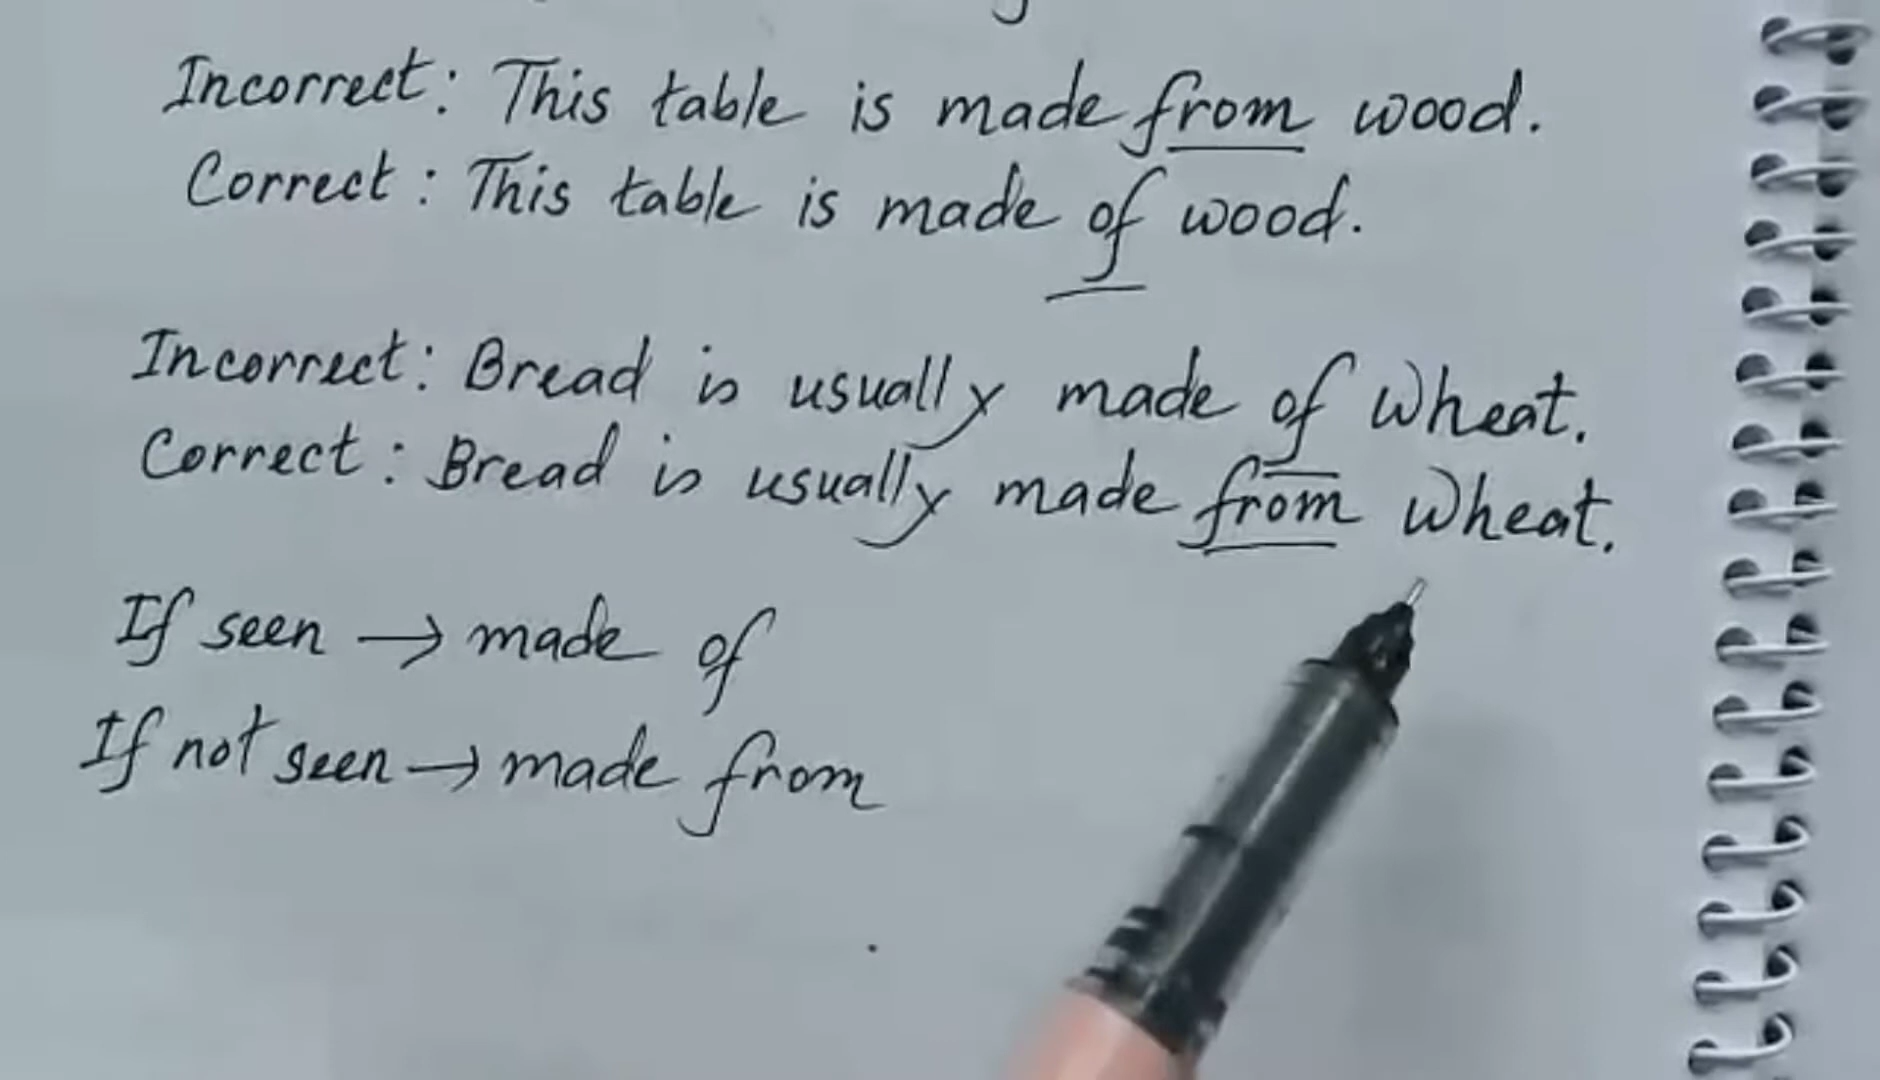 Incorrect: This table is made from wood.
Correct: This table is made of wood.
Incorrect: Bread is usually made of wheat.
Correct: Bread is usually made from wheat.
If seen → made of
If not seen → made from